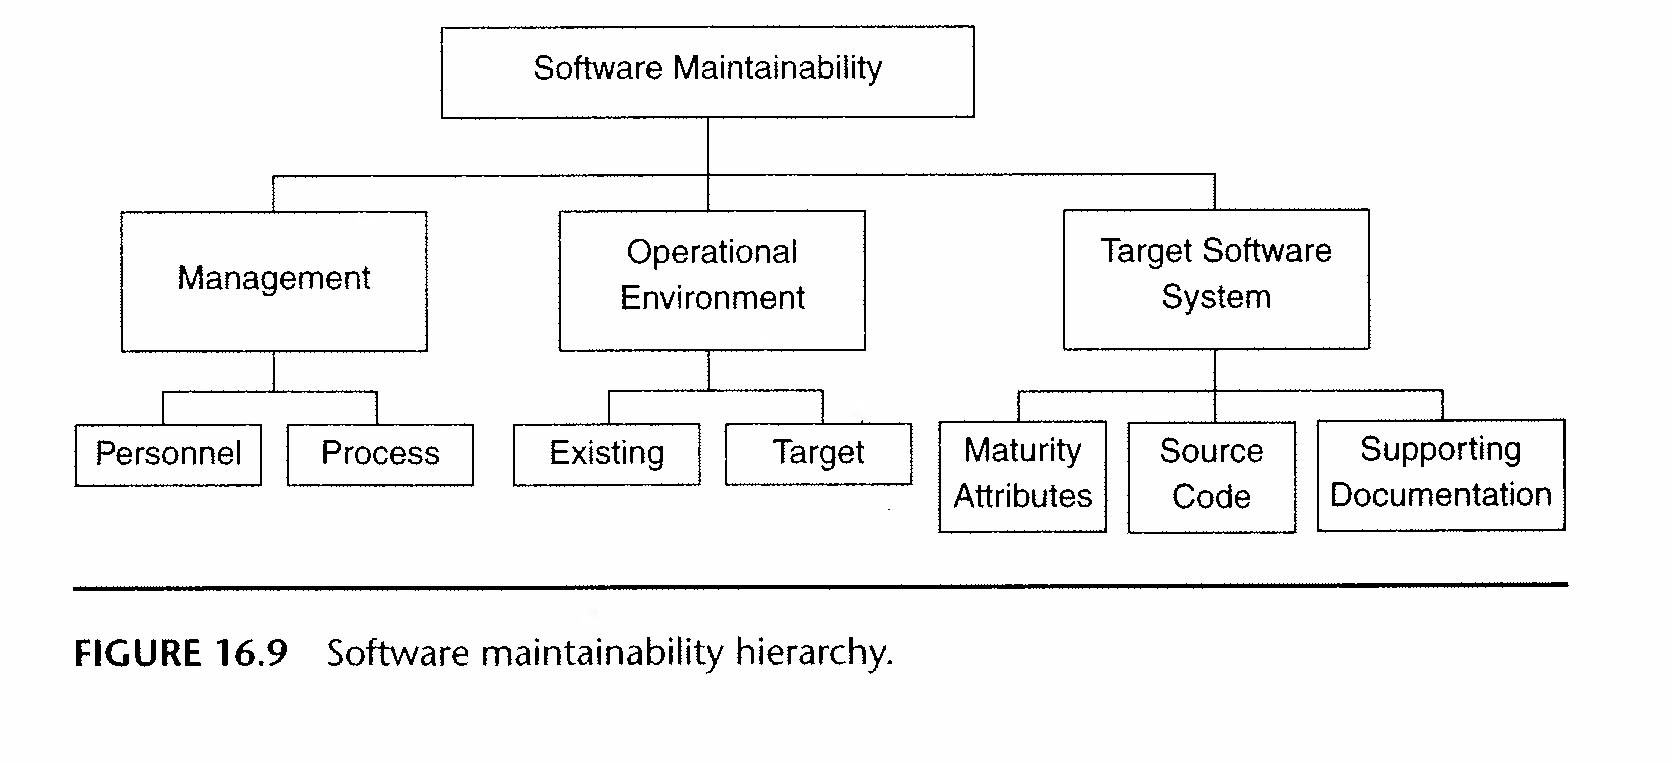 Software Maintainability
Management
Operational
Environment
Target Software
System
Personnel
Process
Existing
Target
Maturity
Attributes
Source
Code
Supporting
Documentation
FIGURE 16.9 Software maintainability hierarchy.